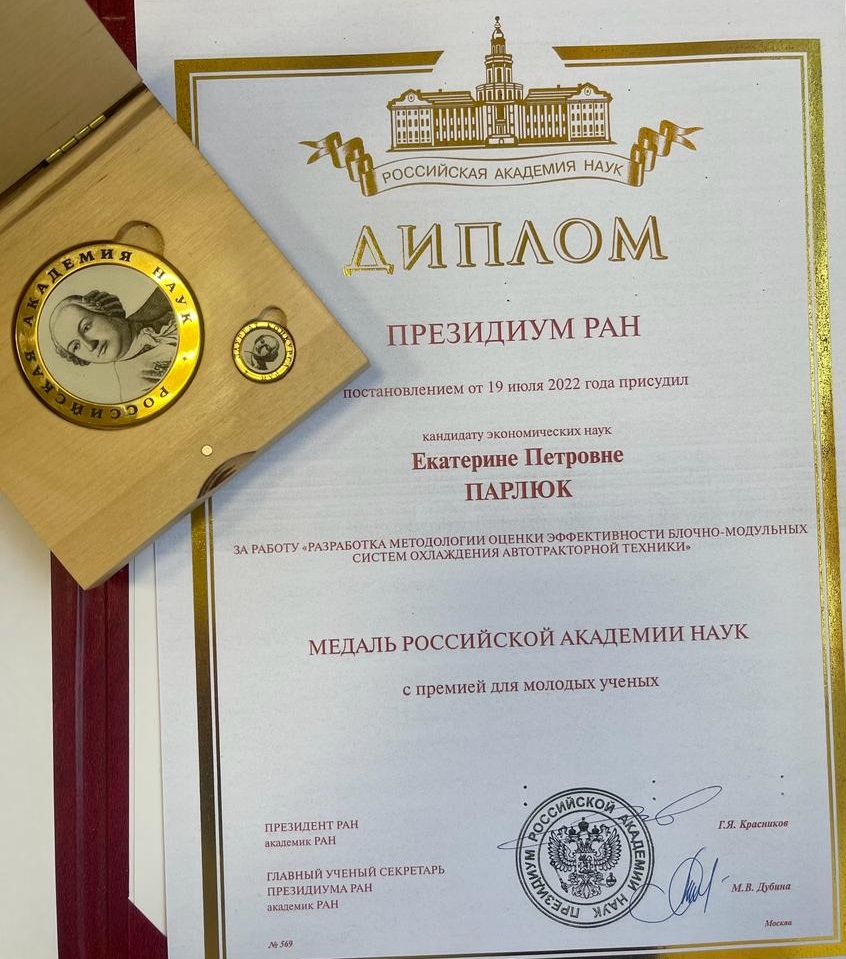 РОССИЙСКАЯ АКАДЕМИЯ НАУК
ДИПЛОМ
ПРЕЗИДИУМ РАН
постановлением от 19 июля 2022 года присудил
кандидату экономических наук
Екатерине Петровне
ПАРЛЮК
ЗА РАБОТУ «РАЗРАБОТКА МЕТОДОЛОГИИ ОЦЕНКИ ЭФФЕКТИВНОСТИ БЛОЧНО-МОДУЛЬНЫХ
СИСТЕМ ОХЛАЖДЕНИЯ АВТОТРАКТОРНОЙ ТЕХНИКИ»
МЕДАЛЬ РОССИЙСКОЙ АКАДЕМИИ НАУК
с премией для молодых ученых
ПРЕЗИДЕНТ РАН
академик РАН
Г.Я. Красников
ГЛАВНЫЙ УЧЕНЫЙ СЕКРЕТАРЬ
ПРЕЗИДИУМА РАН
академик РАН
М.В. Дубина
Москва
№ 569
ПРЕЗИДИУМ РОССИЙСКОЙ АКАДЕМИИ НАУК
РОССИЙСКАЯ АКАДЕМИЯ НАУК
ЛАУРЕАТ КОНКУРСА РАН